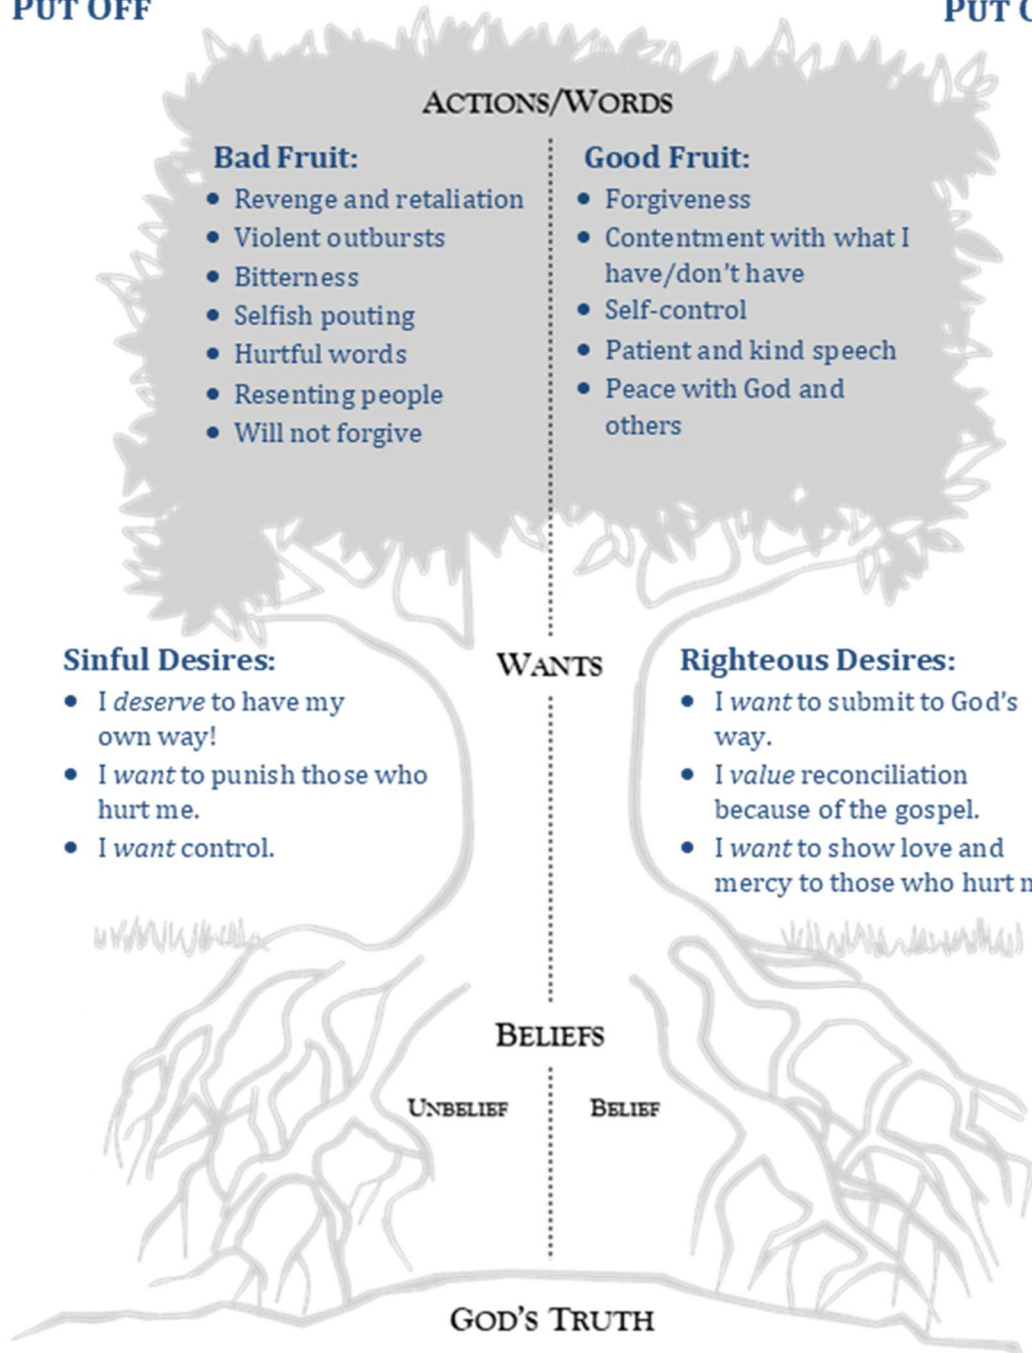 PUT OFF
PUT O
ACTIONS/WORDS
Bad Fruit:
• Revenge and retaliation
• Violent outbursts
• Bitterness
• Selfish pouting
• Hurtful words
• Resenting people
• Will not forgive
Good Fruit:
• Forgiveness
• Contentment with what I
have/don't have
• Self-control
• Patient and kind speech
• Peace with God and
others
WANTS
Sinful Desires:
• I deserve to have my
own way!
• I want to punish those who
hurt me.
• I want control.
Righteous Desires:
• I want to submit to God's
way.
• I value reconciliation
because of the gospel.
• I want to show love and
mercy to those who hurt
BELIEFS
UNBELIEF
BELIEF
GOD'S TRUTH